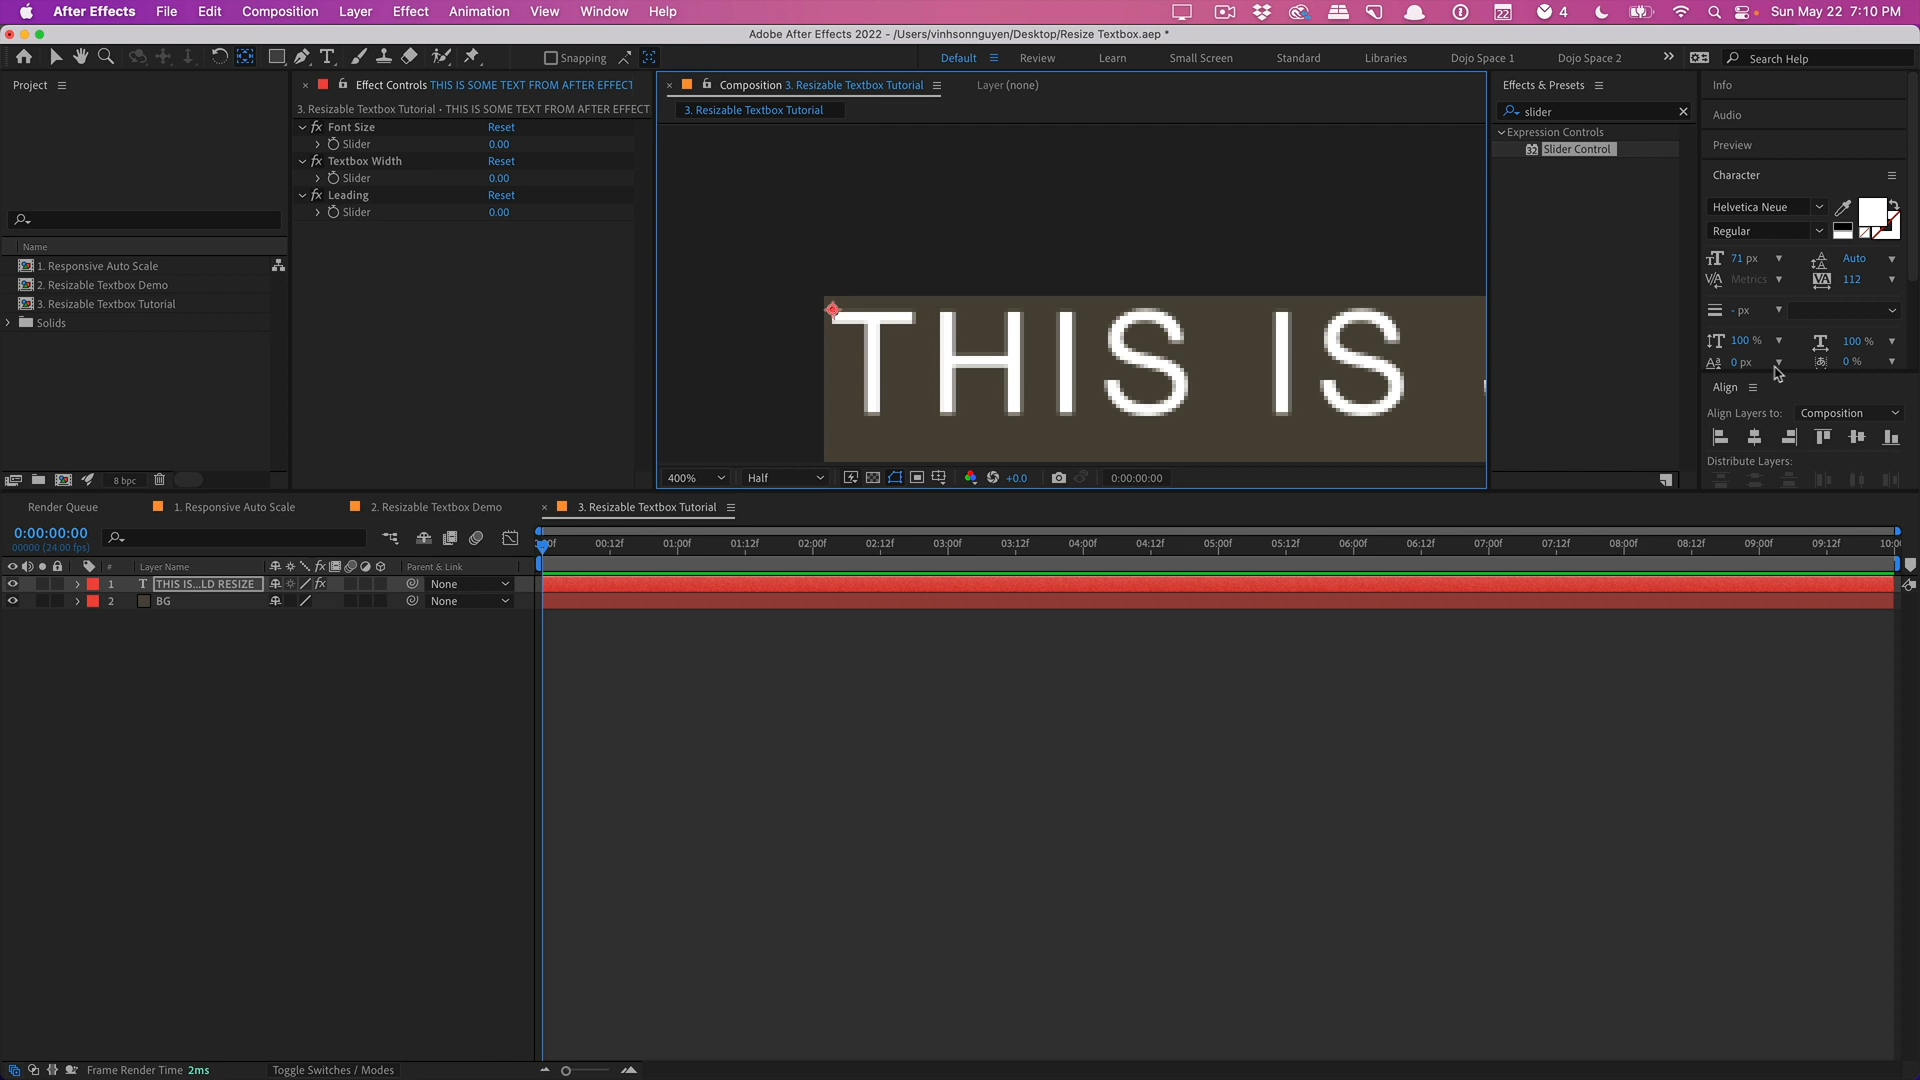 After Effects File Edit Composition Layer Effect Animation View Window Help 4 22 Sun May 22 7:10 PM
Adobe After Effects 2022 - /Users/vinhsonnguyen/Desktop/Resize Textbox.aep *
Snapping Default Review Learn Small Screen Standard Libraries Dojo Space 1 Dojo Space 2 Search Help
Project
Effect Controls THIS IS SOME TEXT FROM AFTER EFFECT
3. Resizable Textbox Tutorial • THIS IS SOME TEXT FROM AFTER EFFECT
fx Font Size Reset
Slider 0.00
fx Textbox Width Reset
Slider 0.00
fx Leading Reset
Slider 0.00
Name
1. Responsive Auto Scale
2. Resizable Textbox Demo
3. Resizable Textbox Tutorial
Solids
8 bpc
Composition 3. Resizable Textbox Tutorial Layer (none)
3. Resizable Textbox Tutorial
THIS IS
400% Half +0.0 0:00:00:00
Effects & Presets
slider
Expression Controls
32 Slider Control
Info
Audio
Preview
Character
Helvetica Neue
Regular
71 px Auto
Metrics 112
- px
100 % 100 %
0 px 0 %
Align
Align Layers to: Composition
Distribute Layers:
Render Queue 1. Responsive Auto Scale 2. Resizable Textbox Demo 3. Resizable Textbox Tutorial
0:00:00:00
00000 (24.00 fps)
00:12f 01:00f 01:12f 02:00f 02:12f 03:00f 03:12f 04:00f 04:12f 05:00f 05:12f 06:00f 06:12f 07:00f 07:12f 08:00f 08:12f 09:00f 09:12f
# Layer Name fx Parent & Link
1 T THIS IS...LD RESIZE fx None
2 BG None
Frame Render Time 2ms Toggle Switches / Modes